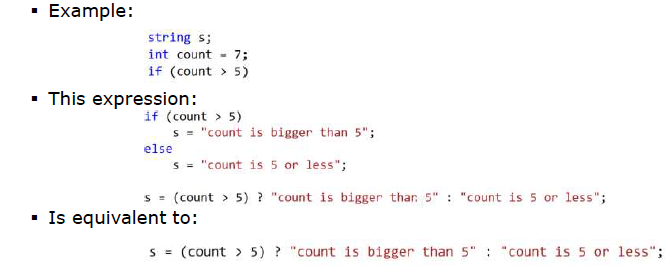 ▪ Example:
string s;
int count = 7;
if (count > 5)
▪ This expression:
if (count > 5)
s = "count is bigger than 5";
else
s = "count is 5 or less";
s = (count > 5) ? "count is bigger than 5" : "count is 5 or less";
▪ Is equivalent to:
s = (count > 5) ? "count is bigger than 5" : "count is 5 or less";